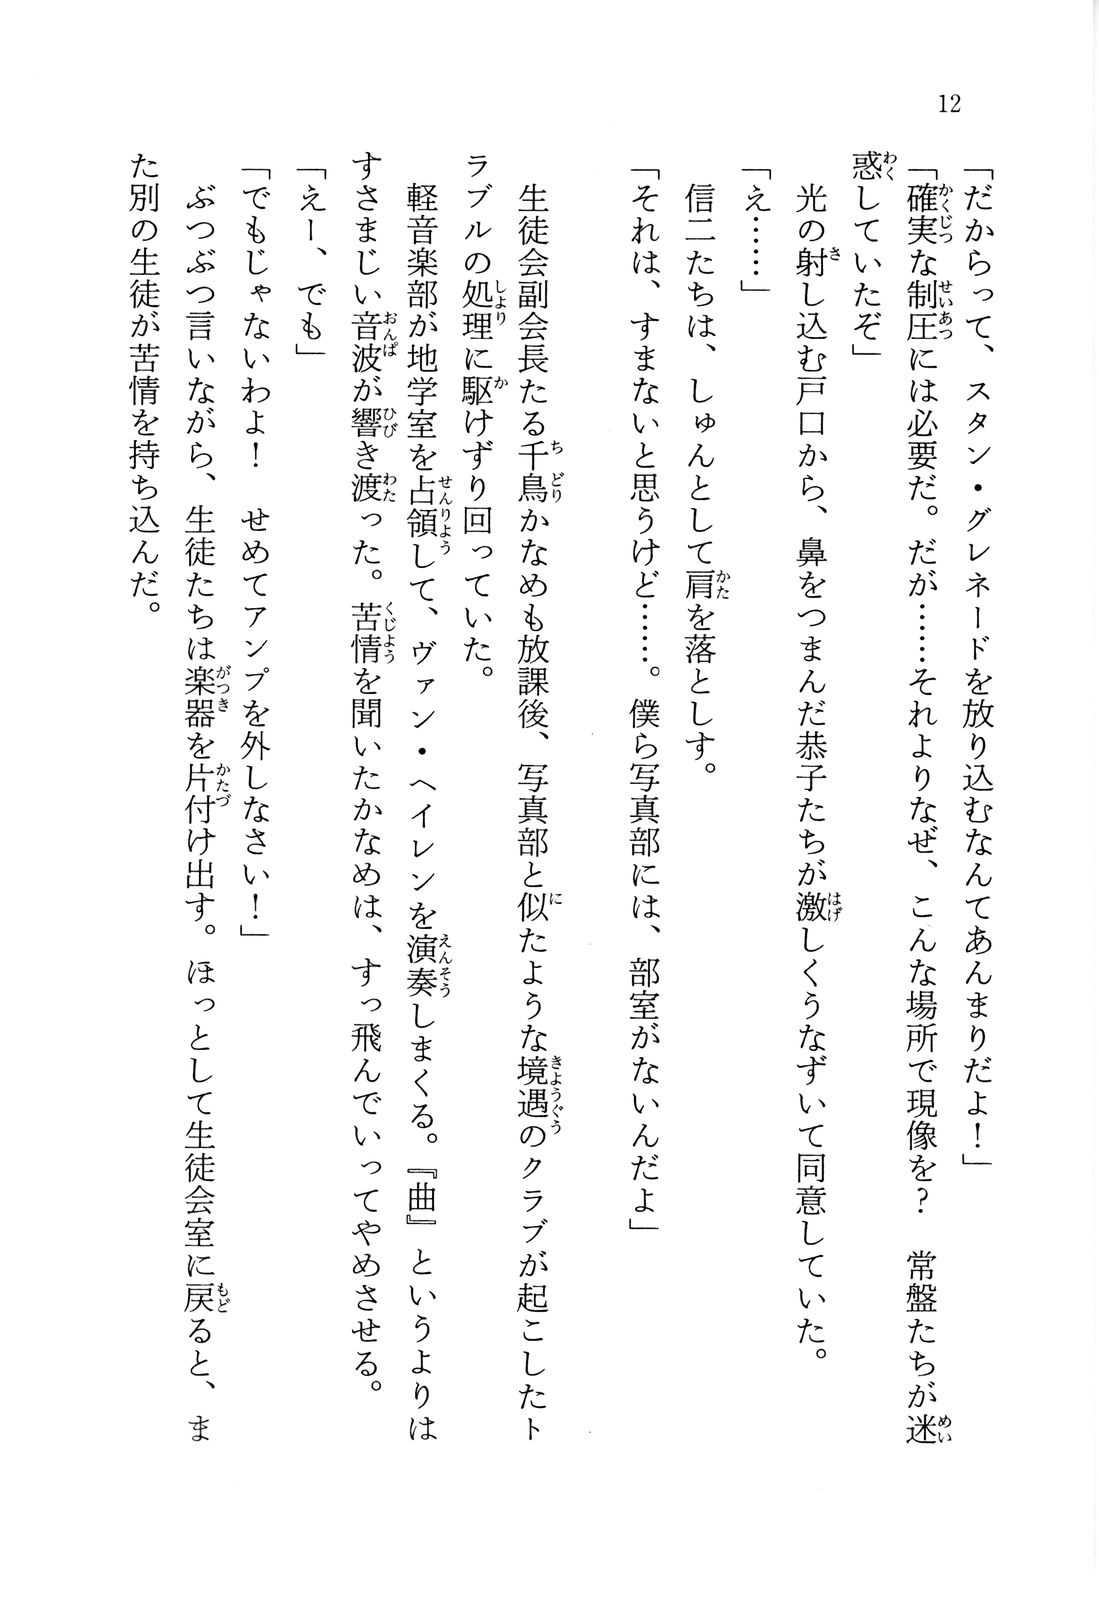 12
「だからって、スタン・グレネードを放り込むなんてあんまりだよ！」
「確実な制圧には必要だ。だが……それよりなぜ、こんな場所で現像を？　常盤たちが迷
惑していたぞ」
　光の射し込む戸口から、鼻をつまんだ恭子たちが激しくうなずいて同意していた。
「え……」
　信二たちは、しゅんとして肩を落とす。
「それは、すまないと思うけど……。僕ら写真部には、部室がないんだよ」
　生徒会副会長たる千鳥かなめも放課後、写真部と似たような境遇のクラブが起こしたト
ラブルの処理に駆けずり回っていた。
　軽音楽部が地学室を占領して、ヴァン・ヘイレンを演奏しまくる。『曲』というよりは
すさまじい音波が響き渡った。苦情を聞いたかなめは、すっ飛んでいってやめさせる。
「えー、でも」
「でもじゃないわよ！　せめてアンプを外しなさい！」
　ぶつぶつ言いながら、生徒たちは楽器を片付け出す。ほっとして生徒会室に戻ると、ま
た別の生徒が苦情を持ち込んだ。